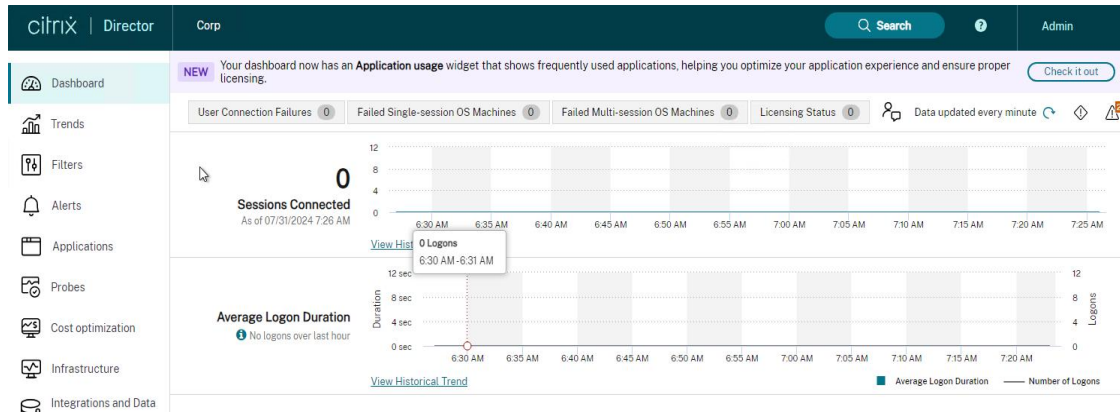 citrix | Director
Corp
Search
?
Admin
Dashboard
Trends
Filters
Alerts
Applications
Probes
Cost optimization
Infrastructure
Integrations and Data
NEW
Your dashboard now has an Application usage widget that shows frequently used applications, helping you optimize your application experience and ensure proper
licensing.
Check it out
User Connection Failures 0
Failed Single-session OS Machines 0
Failed Multi-session OS Machines 0
Licensing Status 0
Data updated every minute
0
Sessions Connected
As of 07/31/2024 7:26 AM
12
8
4
0
6:30 AM 6:35 AM 6:40 AM 6:45 AM 6:50 AM 6:55 AM 7:00 AM 7:05 AM 7:10 AM 7:15 AM 7:20 AM 7:25 AM
View Hist
0 Logons
6:30 AM-6:31 AM
Average Logon Duration
No logons over last hour
Duration
12 sec
8 sec
4 sec
0 sec
12
8
4
0
Logons
6:30 AM 6:35 AM 6:40 AM 6:45 AM 6:50 AM 6:55 AM 7:00 AM 7:05 AM 7:10 AM 7:15 AM 7:20 AM
View Historical Trend
Average Logon Duration
Number of Logons